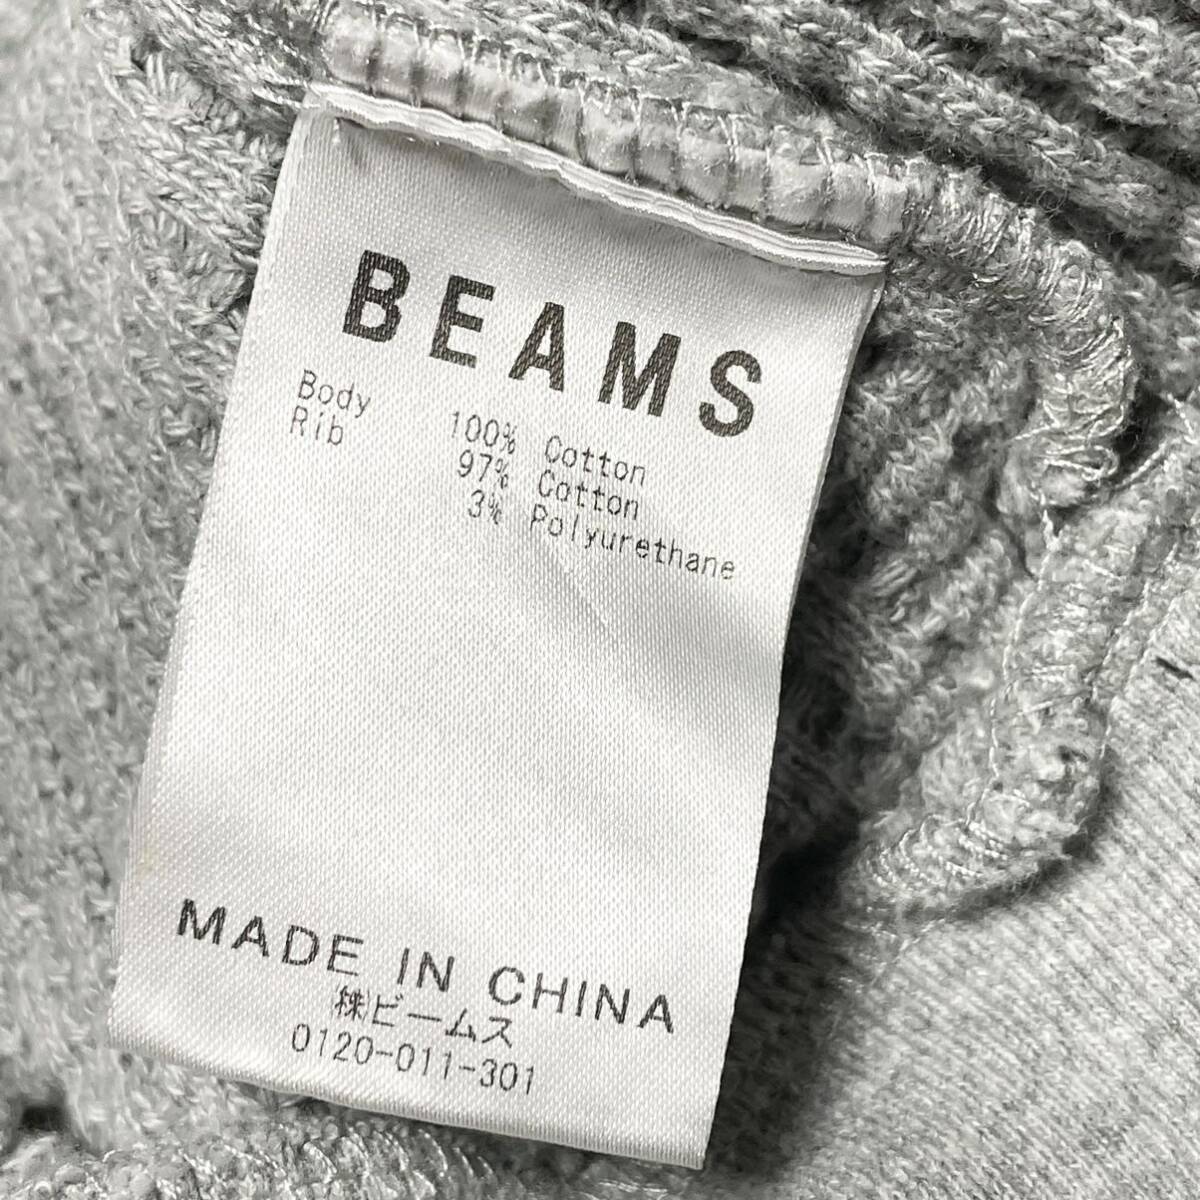 BEAMS
Body 100% Cotton
Rib 97% Cotton
3% Polyurethane
MADE IN CHINA
㈱ビームス
0120-011-301